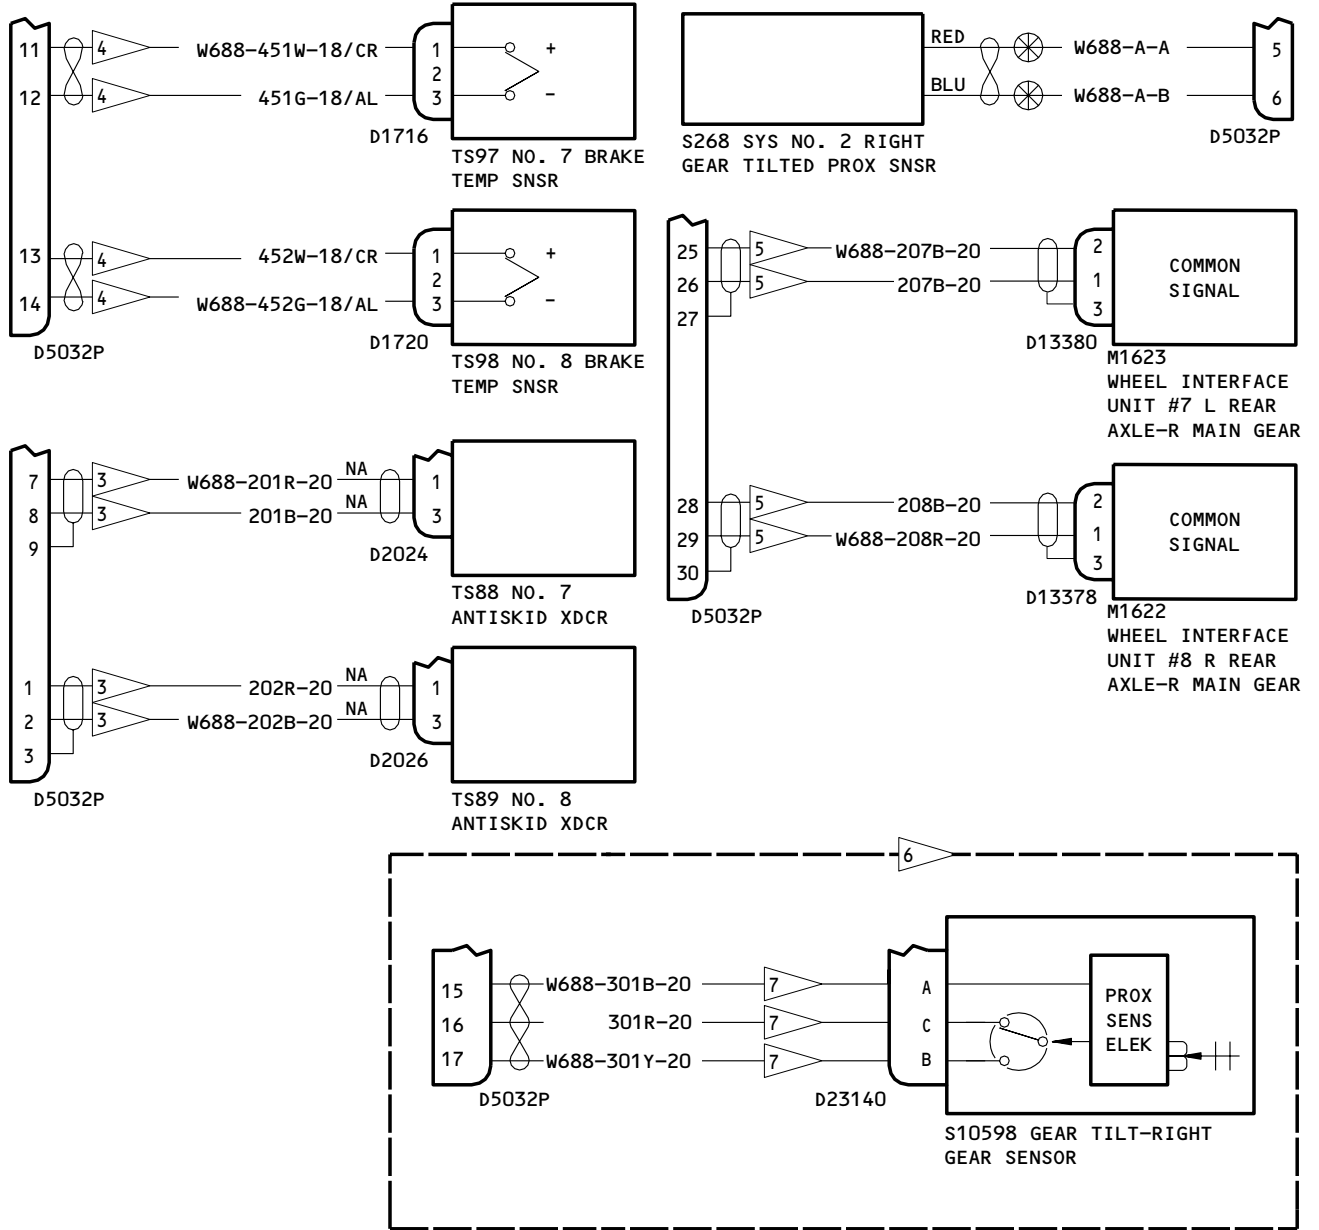 11 4 W688-451W-18/CR 1 +
2
12 4 451G-18/AL 3 −
D1716
TS97 NO. 7 BRAKE
TEMP SNSR
13 4 452W-18/CR 1 +
2
14 4 W688-452G-18/AL 3 −
D1720
D5032P
TS98 NO. 8 BRAKE
TEMP SNSR
RED W688-A-A 5
BLU W688-A-B 6
D5032P
S268 SYS NO. 2 RIGHT
GEAR TILTED PROX SNSR
25 5 W688-207B-20 2
26 5 207B-20 1
27 3
COMMON
SIGNAL
D13380
M1623
WHEEL INTERFACE
UNIT #7 L REAR
AXLE-R MAIN GEAR
28 5 208B-20 2
29 5 W688-208R-20 1
30 3
COMMON
SIGNAL
D13378
D5032P
M1622
WHEEL INTERFACE
UNIT #8 R REAR
AXLE-R MAIN GEAR
7 3 W688-201R-20 NA 1
8 3 201B-20 NA 3
9
D2024
TS88 NO. 7
ANTISKID XDCR
1 3 202R-20 NA 1
2 3 W688-202B-20 NA 3
3
D2026
D5032P
TS89 NO. 8
ANTISKID XDCR
6
15 W688-301B-20 7 A
16 301R-20 7 C
17 W688-301Y-20 7 B
PROX
SENS
ELEK
D5032P
D23140
S10598 GEAR TILT-RIGHT
GEAR SENSOR